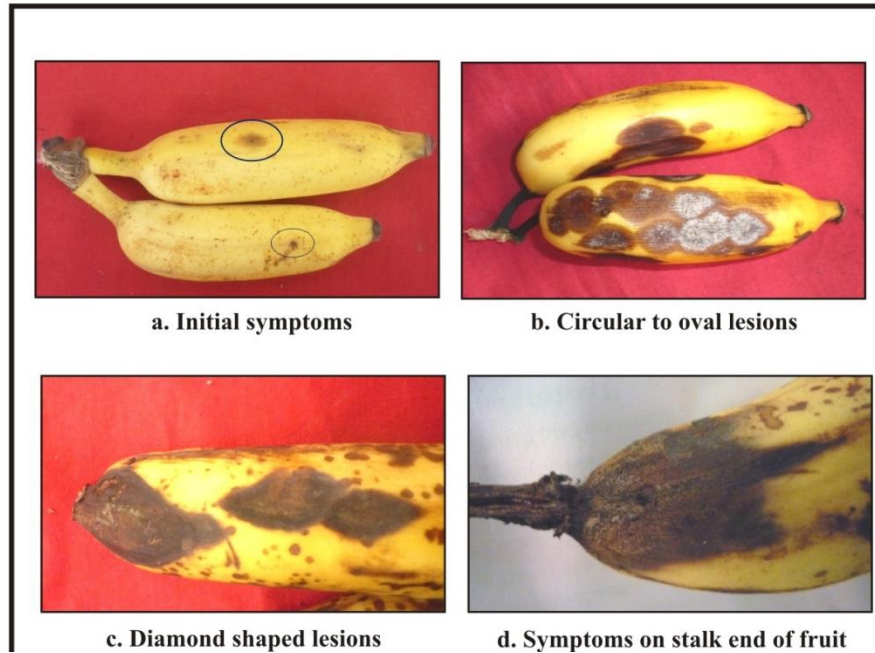 a. Initial symptoms
b. Circular to oval lesions
c. Diamond shaped lesions
d. Symptoms on stalk end of fruit